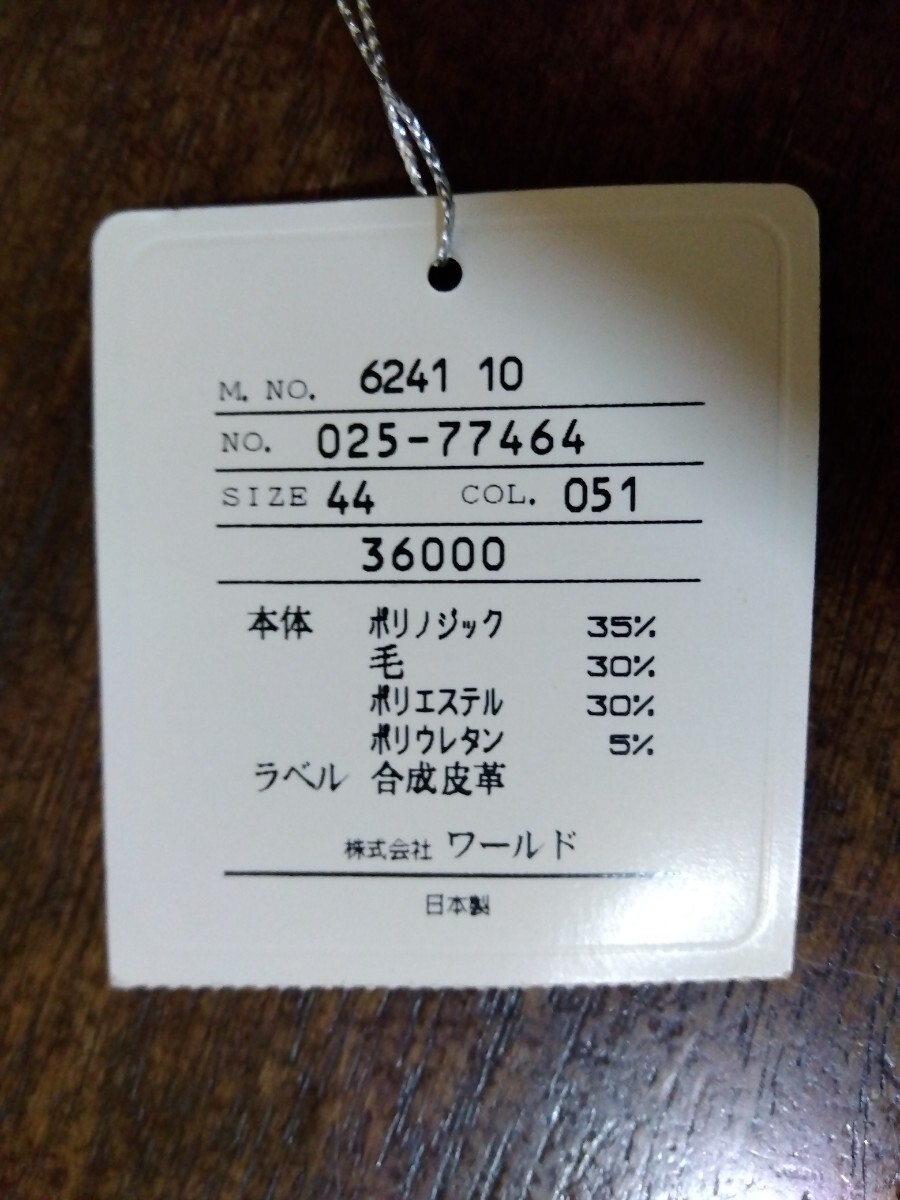 M. NO. 6241 10
NO. 025-77464
SIZE 44 COL. 051
36000
本体 ポリノジック 35%
毛 30%
ポリエステル 30%
ポリウレタン 5%
ラベル 合成皮革
株式会社 ワールド
日本製